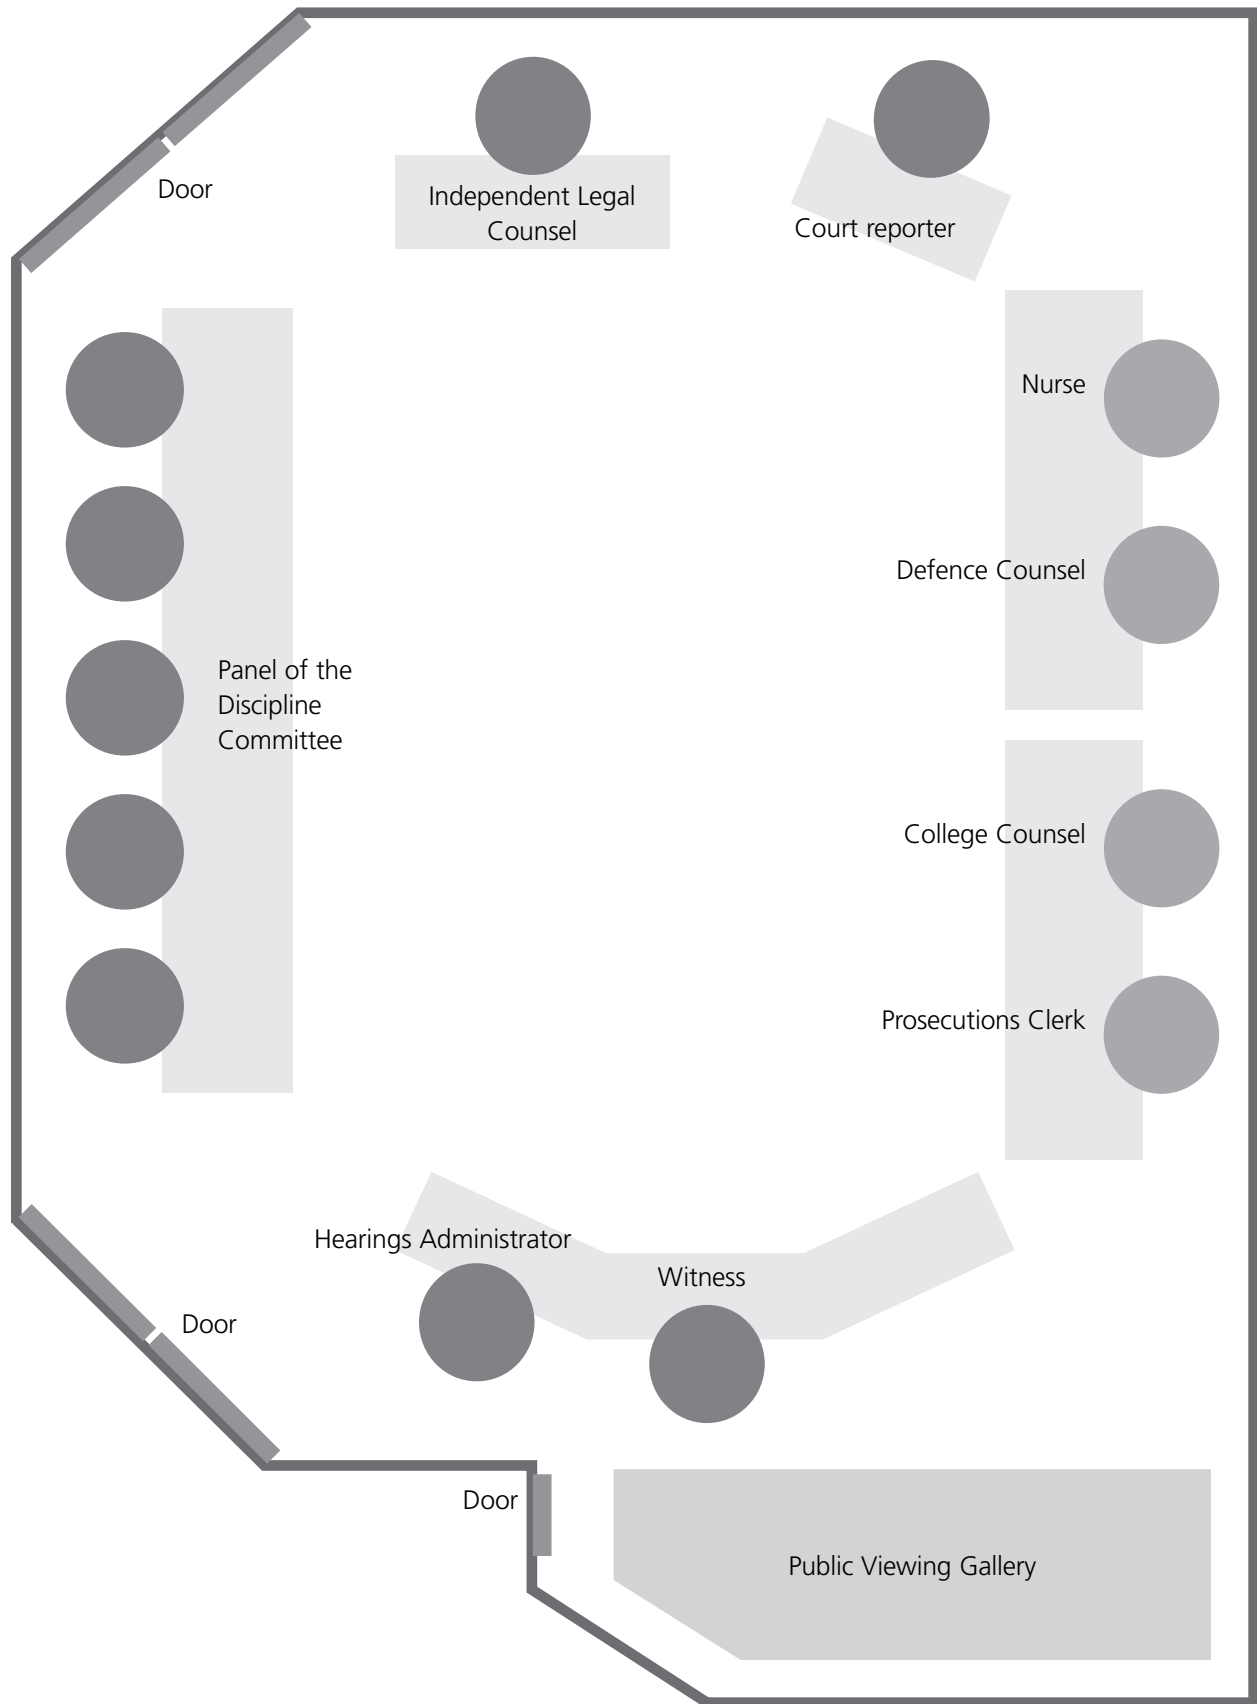 Door
Independent Legal
Counsel
Court reporter
Nurse
Defence Counsel
Panel of the
Discipline
Committee
College Counsel
Prosecutions Clerk
Hearings Administrator
Witness
Door
Door
Public Viewing Gallery